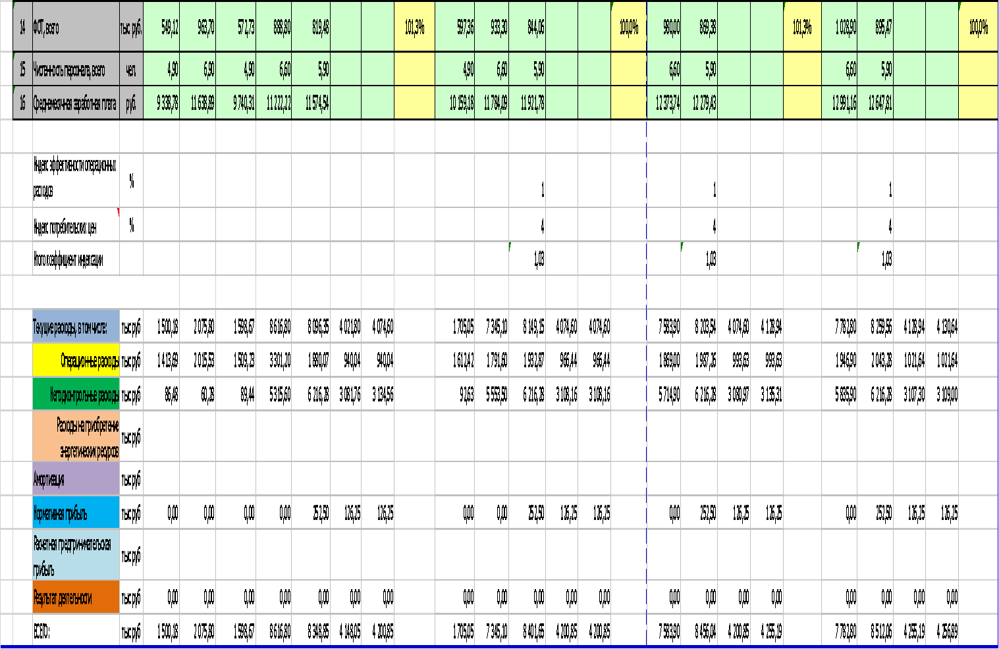 14 ФОТ, всего тыс руб. 549,12 963,70 572,73 888,80 819,48 101,3% 597,36 933,30 844,06 100,0% 980,00 869,38 101,3% 1 028,90 895,47 100,0%
15 Численность персонала, всего чел. 4,90 6,90 4,90 6,60 5,90 4,90 6,60 5,90 6,60 5,90 6,60 5,90
16 Среднемесячная заработная плата руб. 9 338,78 11 638,89 9 740,31 11 222,22 11 574,54 10 159,18 11 784,09 11 921,78 12 373,74 12 279,43 12 991,16 12 647,81
Индекс эффективности операционных
расходов % 1 1 1
Индекс потребительских цен % 4 4 4
Итого коэффициент индексации 1,03 1,03 1,03
Текущие расходы, в том числе: тыс руб 1 500,18 2 075,80 1 598,67 8 616,80 8 096,35 4 021,80 4 074,60 1 705,05 7 345,10 8 149,15 4 074,60 4 074,60 7 583,90 8 203,54 4 074,60 4 128,94 7 782,80 8 259,56 4 128,94 4 130,64
Операционные расходы тыс руб 1 413,69 2 015,53 1 509,23 3 301,20 1 880,07 940,04 940,04 1 612,42 1 791,60 1 932,87 966,44 966,44 1 869,00 1 987,26 993,63 993,63 1 946,90 2 043,28 1 021,64 1 021,64
Неподконтрольные расходы тыс руб 86,48 60,28 89,44 5 315,60 6 216,28 3 081,76 3 134,56 92,63 5 553,50 6 216,28 3 108,16 3 108,16 5 714,90 6 216,28 3 080,97 3 135,31 5 835,90 6 216,28 3 107,30 3 109,00
Расходы на приобретение
энергетических ресурсов тыс руб
Амортизация тыс руб
Нормативная прибыль тыс руб 0,00 0,00 0,00 0,00 252,50 126,25 126,25 0,00 0,00 252,50 126,25 126,25 0,00 252,50 126,25 126,25 0,00 252,50 126,25 126,25
Расчетная предпринимательская
прибыль тыс руб
Результат деятельности тыс руб 0,00 0,00 0,00 0,00 0,00 0,00 0,00 0,00 0,00 0,00 0,00 0,00 0,00 0,00 0,00 0,00 0,00 0,00 0,00 0,00
ВСЕГО: тыс руб 1 500,18 2 075,80 1 598,67 8 616,80 8 348,85 4 148,05 4 200,85 1 705,05 7 345,10 8 401,65 4 200,85 4 200,85 7 583,90 8 456,04 4 200,85 4 255,19 7 782,80 8 512,06 4 255,19 4 256,89